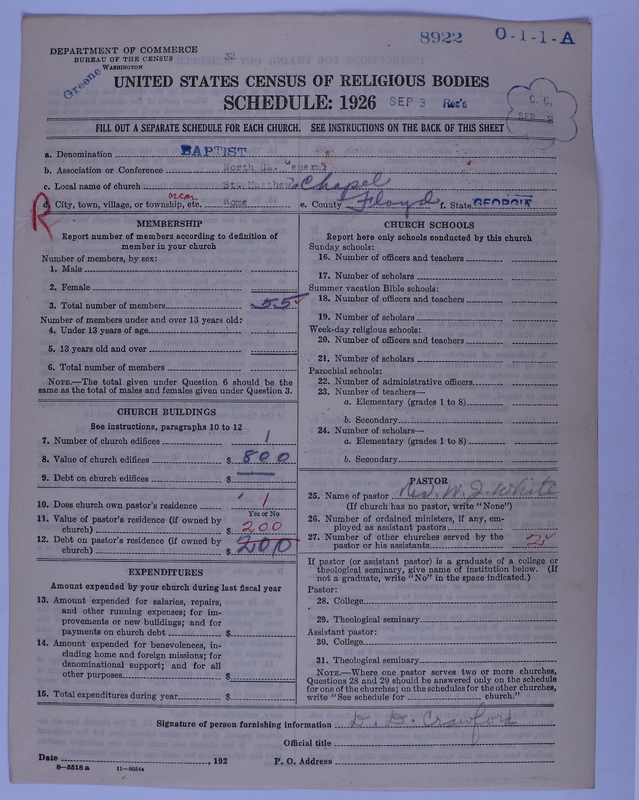 8922 O-1-1-A
DEPARTMENT OF COMMERCE
BUREAU OF THE CENSUS
WASHINGTON
32
Greene
UNITED STATES CENSUS OF RELIGIOUS BODIES
SCHEDULE: 1926 SEP 3 Rec'd
C. C.
SEP 8
FILL OUT A SEPARATE SCHEDULE FOR EACH CHURCH. SEE INSTRUCTIONS ON THE BACK OF THIS SHEET
a. Denomination BAPTIST
b. Association or Conference North Ga.
c. Local name of church St. Matthews Chapel
R
d. City, town, village, or township, etc. near Rome e. County Floyd f. State GEORGIA
MEMBERSHIP
Report number of members according to definition of
member in your church
Number of members, by sex:
1. Male
2. Female
3. Total number of members 55
Number of members under and over 13 years old:
4. Under 13 years of age
5. 13 years old and over
6. Total number of members
NOTE.—The total given under Question 6 should be the
same as the total of males and females given under Question 3.
CHURCH BUILDINGS
See instructions, paragraphs 10 to 12
7. Number of church edifices 1
8. Value of church edifices $ 800
9. Debt on church edifices $
10. Does church own pastor's residence 1
Yes or No
11. Value of pastor's residence (if owned by
church) $ 200
12. Debt on pastor's residence (if owned by
church) $ 200
EXPENDITURES
Amount expended by your church during last fiscal year
13. Amount expended for salaries, repairs,
and other running expenses; for im-
provements or new buildings; and for
payments on church debt $
14. Amount expended for benevolences, in-
cluding home and foreign missions; for
denominational support; and for all
other purposes $
15. Total expenditures during year $
CHURCH SCHOOLS
Report here only schools conducted by this church
Sunday schools:
16. Number of officers and teachers
17. Number of scholars
Summer vacation Bible schools:
18. Number of officers and teachers
19. Number of scholars
Week-day religious schools:
20. Number of officers and teachers
21. Number of scholars
Parochial schools:
22. Number of administrative officers
23. Number of teachers—
a. Elementary (grades 1 to 8)
b. Secondary
24. Number of scholars—
a. Elementary (grades 1 to 8)
b. Secondary
PASTOR
25. Name of pastor Rev. W. J. White
(If church has no pastor, write "None")
26. Number of ordained ministers, if any, em-
ployed as assistant pastors
27. Number of other churches served by the
pastor or his assistants 2
If pastor (or assistant pastor) is a graduate of a college or
theological seminary, give name of institution below. (If
not a graduate, write "No" in the space indicated.)
Pastor:
28. College
29. Theological seminary
Assistant pastor:
30. College
31. Theological seminary
NOTE.—Where one pastor serves two or more churches,
Questions 28 and 29 should be answered only on the schedule
for one of the churches; on the schedules for the other churches,
write "See schedule for church."
Signature of person furnishing information D. D. Crawford
Official title
Date , 192 P. O. Address
8-5518 a 11-9034a